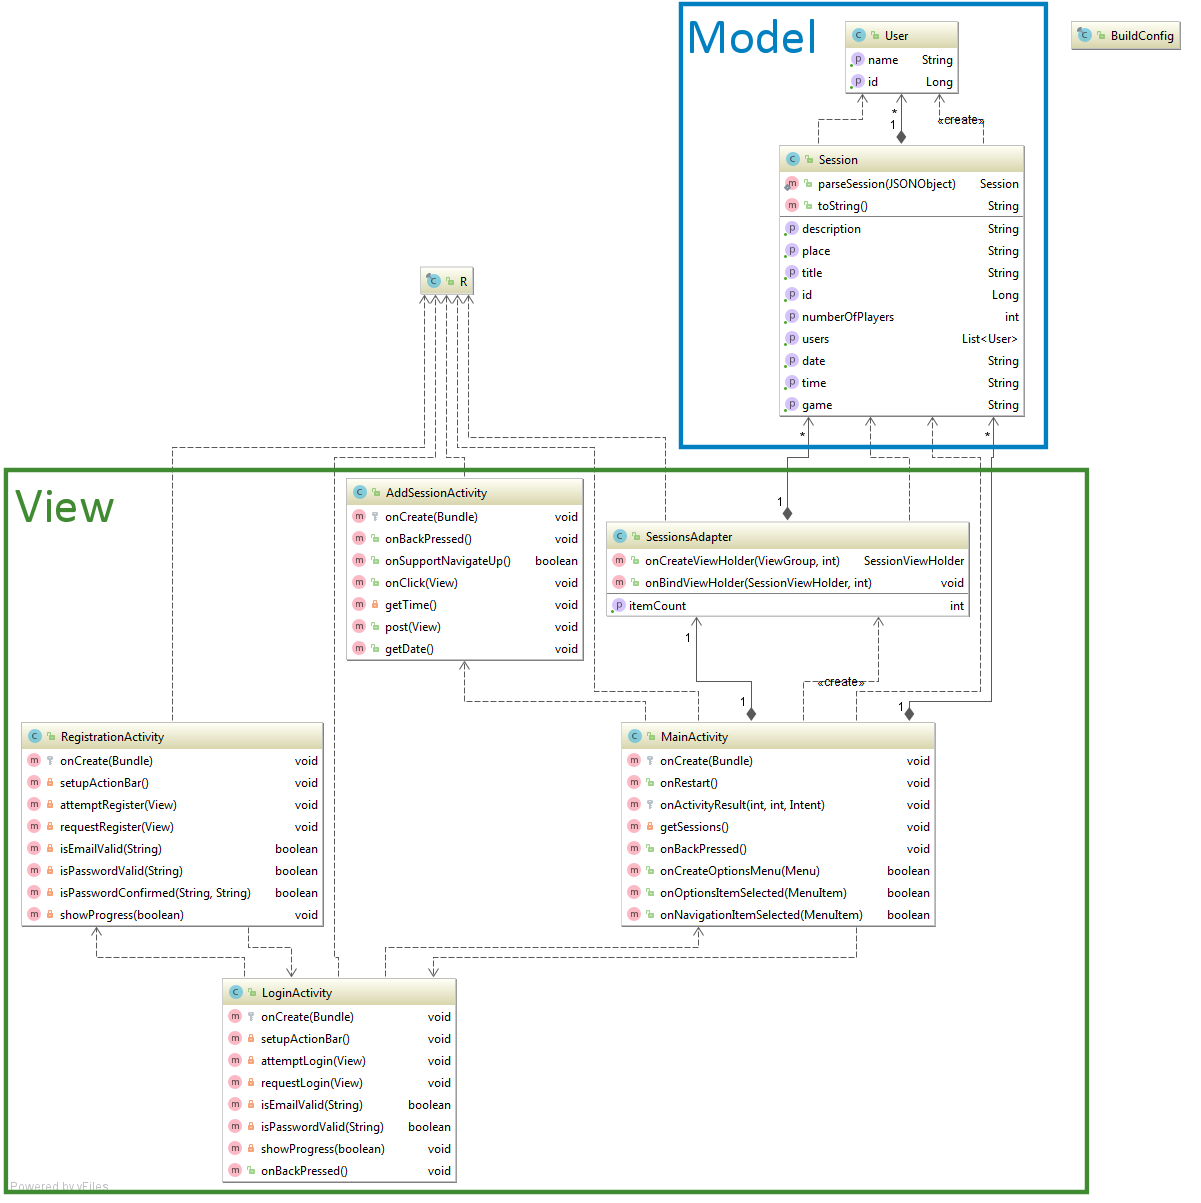 Model
User
name String
id Long
BuildConfig
*
1
«create»
Session
parseSession(JSONObject) Session
toString() String
description String
place String
title String
id Long
numberOfPlayers int
users List<User>
date String
time String
game String
R
* *
View
1
AddSessionActivity
onCreate(Bundle) void
onBackPressed() void
onSupportNavigateUp() boolean
onClick(View) void
getTime() void
post(View) void
getDate() void
SessionsAdapter
onCreateViewHolder(ViewGroup, int) SessionViewHolder
onBindViewHolder(SessionViewHolder, int) void
itemCount int
1
«create»
1 1
RegistrationActivity
onCreate(Bundle) void
setupActionBar() void
attemptRegister(View) void
requestRegister(View) void
isEmailValid(String) boolean
isPasswordValid(String) boolean
isPasswordConfirmed(String, String) boolean
showProgress(boolean) void
MainActivity
onCreate(Bundle) void
onRestart() void
onActivityResult(int, int, Intent) void
getSessions() void
onBackPressed() void
onCreateOptionsMenu(Menu) boolean
onOptionsItemSelected(MenuItem) boolean
onNavigationItemSelected(MenuItem) boolean
LoginActivity
onCreate(Bundle) void
setupActionBar() void
attemptLogin(View) void
requestLogin(View) void
isEmailValid(String) boolean
isPasswordValid(String) boolean
showProgress(boolean) void
onBackPressed() void
Powered by yFiles